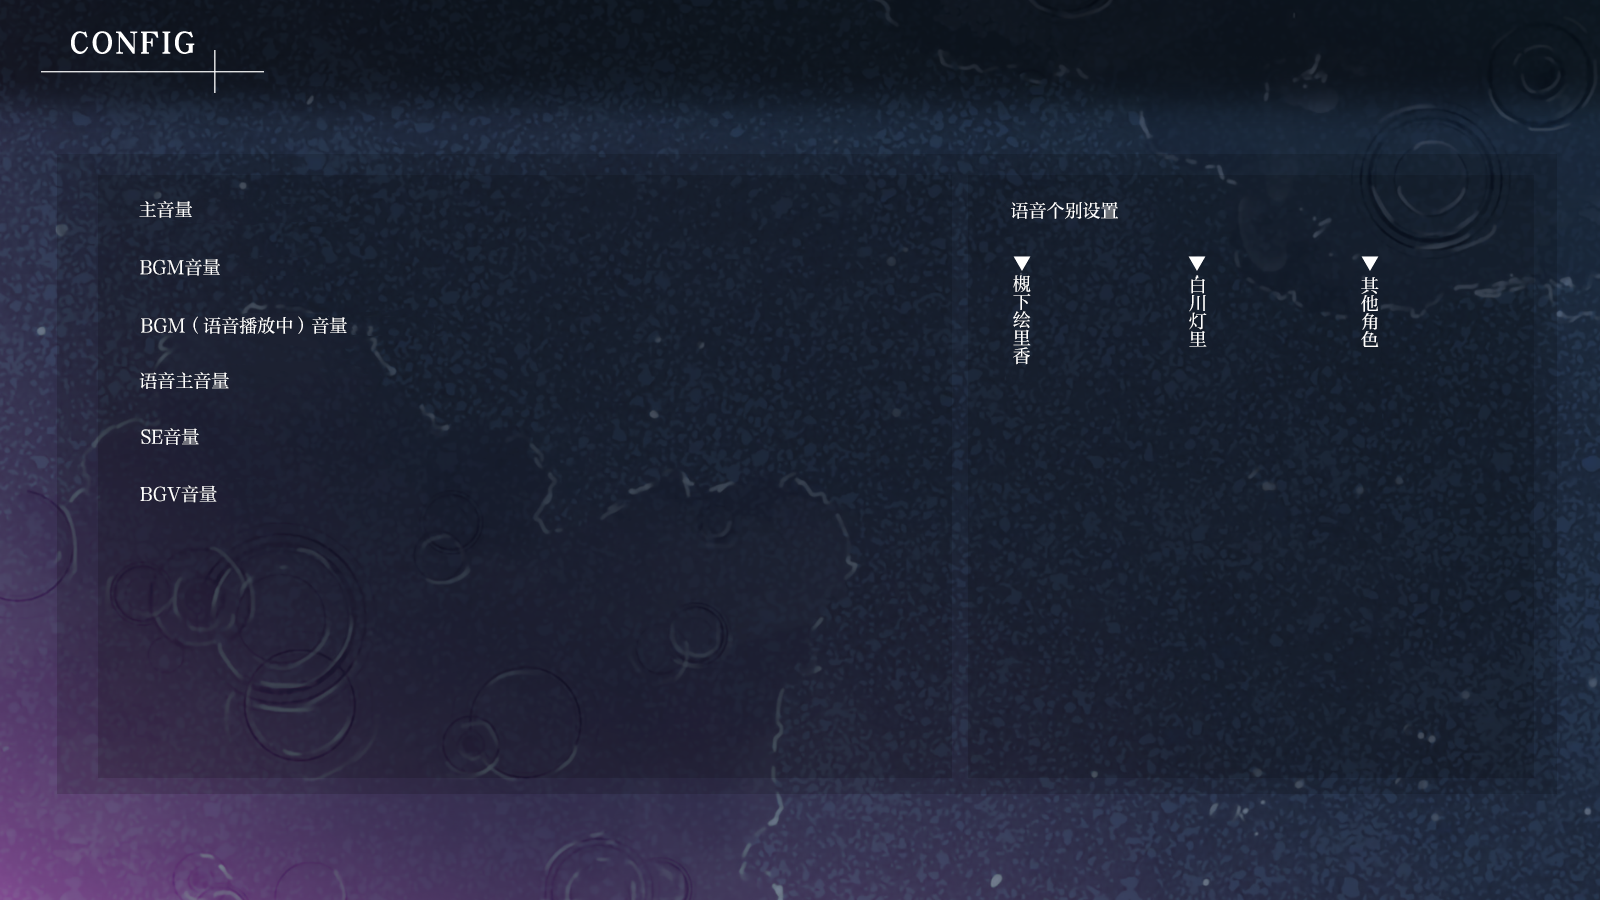 CONFIG
主音量
BGM音量
BGM（语音播放中）音量
语音主音量
SE音量
BGV音量
语音个别设置
▼槻下绘里香
▼白川灯里
▼其他角色